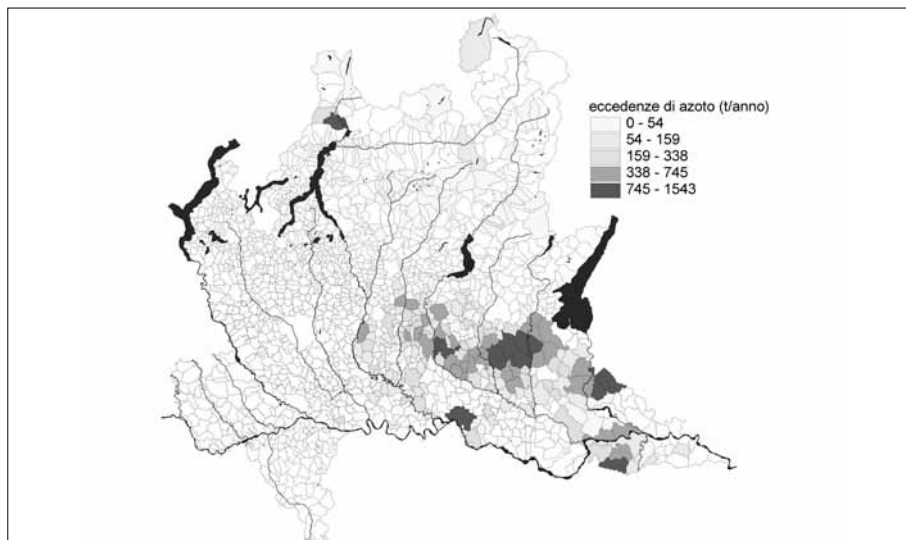 eccedenze di azoto (t/anno)
0 - 54
54 - 159
159 - 338
338 - 745
745 - 1543